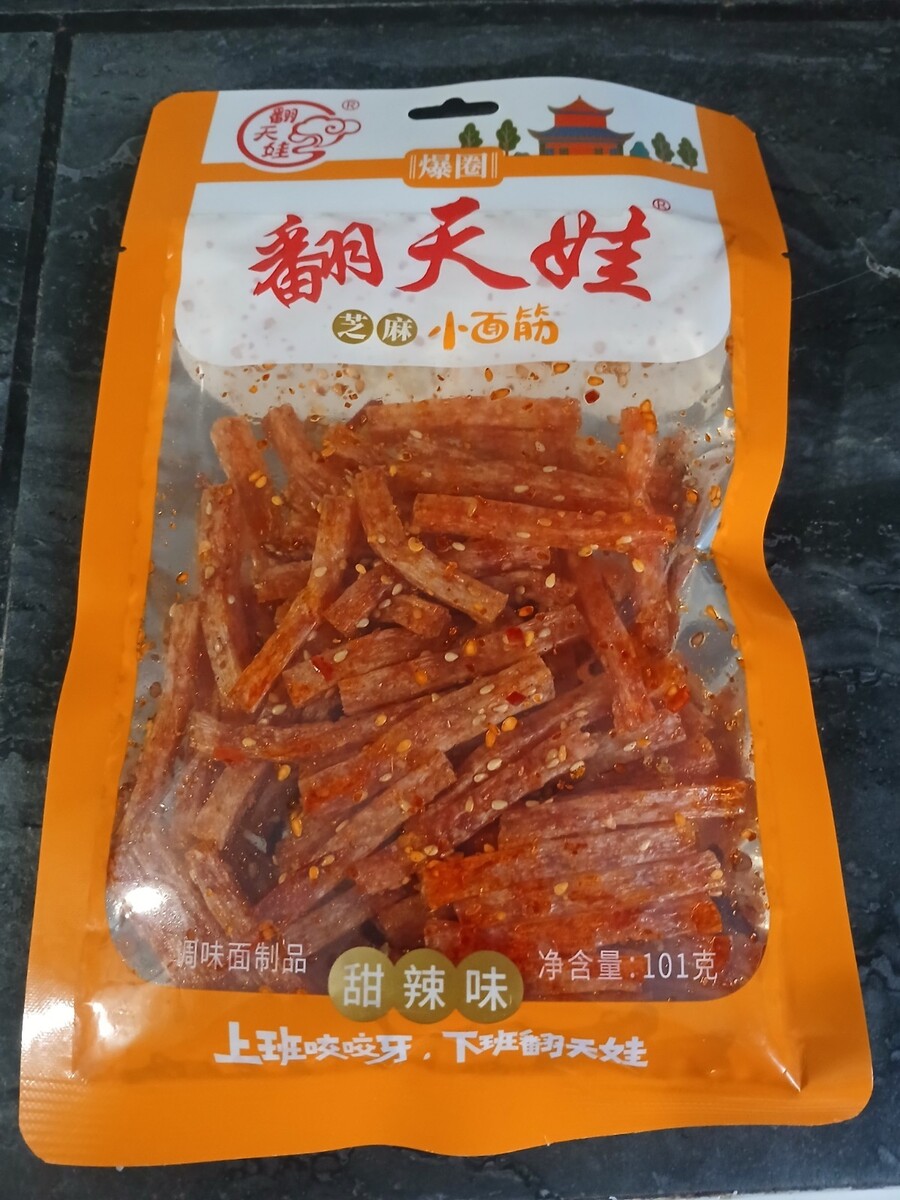 翻
天
娃
®
爆圈
翻天娃®
芝麻 小面筋
调味面制品
甜辣味
净含量:101克
上班咬咬牙,下班翻天娃